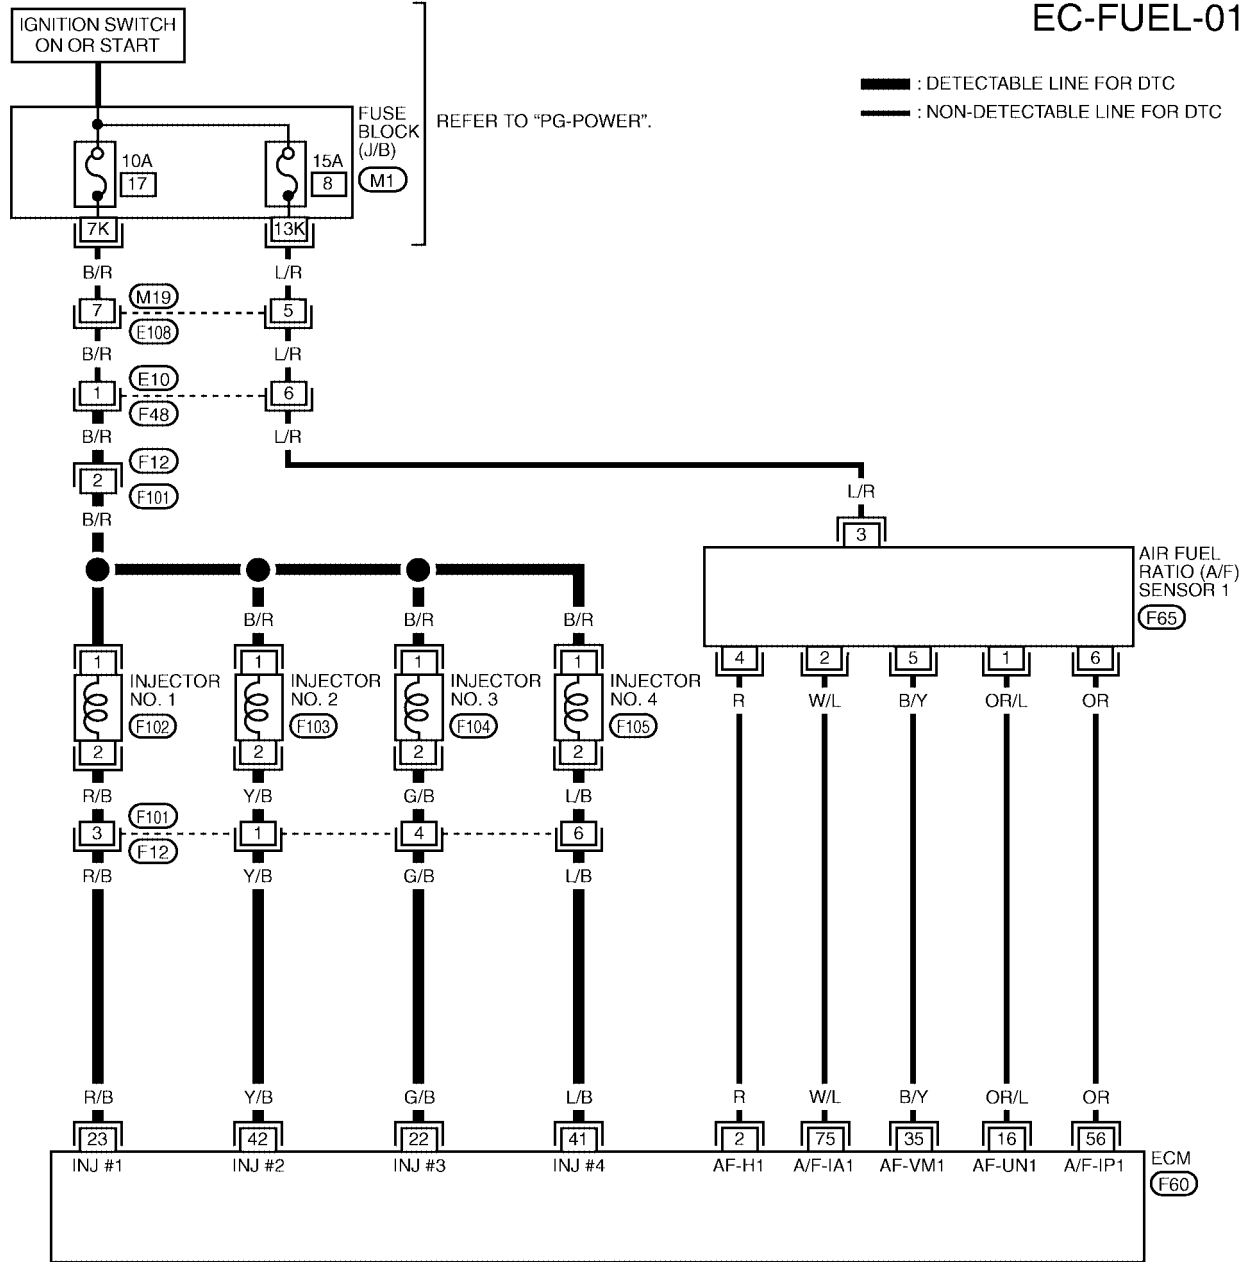 EC-FUEL-01
IGNITION SWITCH
ON OR START
: DETECTABLE LINE FOR DTC
: NON-DETECTABLE LINE FOR DTC
FUSE
BLOCK
(J/B)
M1
REFER TO “PG-POWER”.
10A
17
15A
8
7K
13K
B/R
L/R
7
M19
E108
5
B/R
L/R
1
E10
F48
6
B/R
L/R
2
F12
F101
B/R
L/R
3
AIR FUEL
RATIO (A/F)
SENSOR 1
F65
B/R
B/R
B/R
1
1
1
1
INJECTOR
NO. 1
F102
INJECTOR
NO. 2
F103
INJECTOR
NO. 3
F104
INJECTOR
NO. 4
F105
2
2
2
2
4
2
5
1
6
R
W/L
B/Y
OR/L
OR
R/B
Y/B
G/B
L/B
3
F101
F12
1
4
6
R/B
Y/B
G/B
L/B
R/B
Y/B
G/B
L/B
R
W/L
B/Y
OR/L
OR
23
42
22
41
2
75
35
16
56
INJ #1
INJ #2
INJ #3
INJ #4
AF-H1
A/F-IA1
AF-VM1
AF-UN1
A/F-IP1
ECM
F60